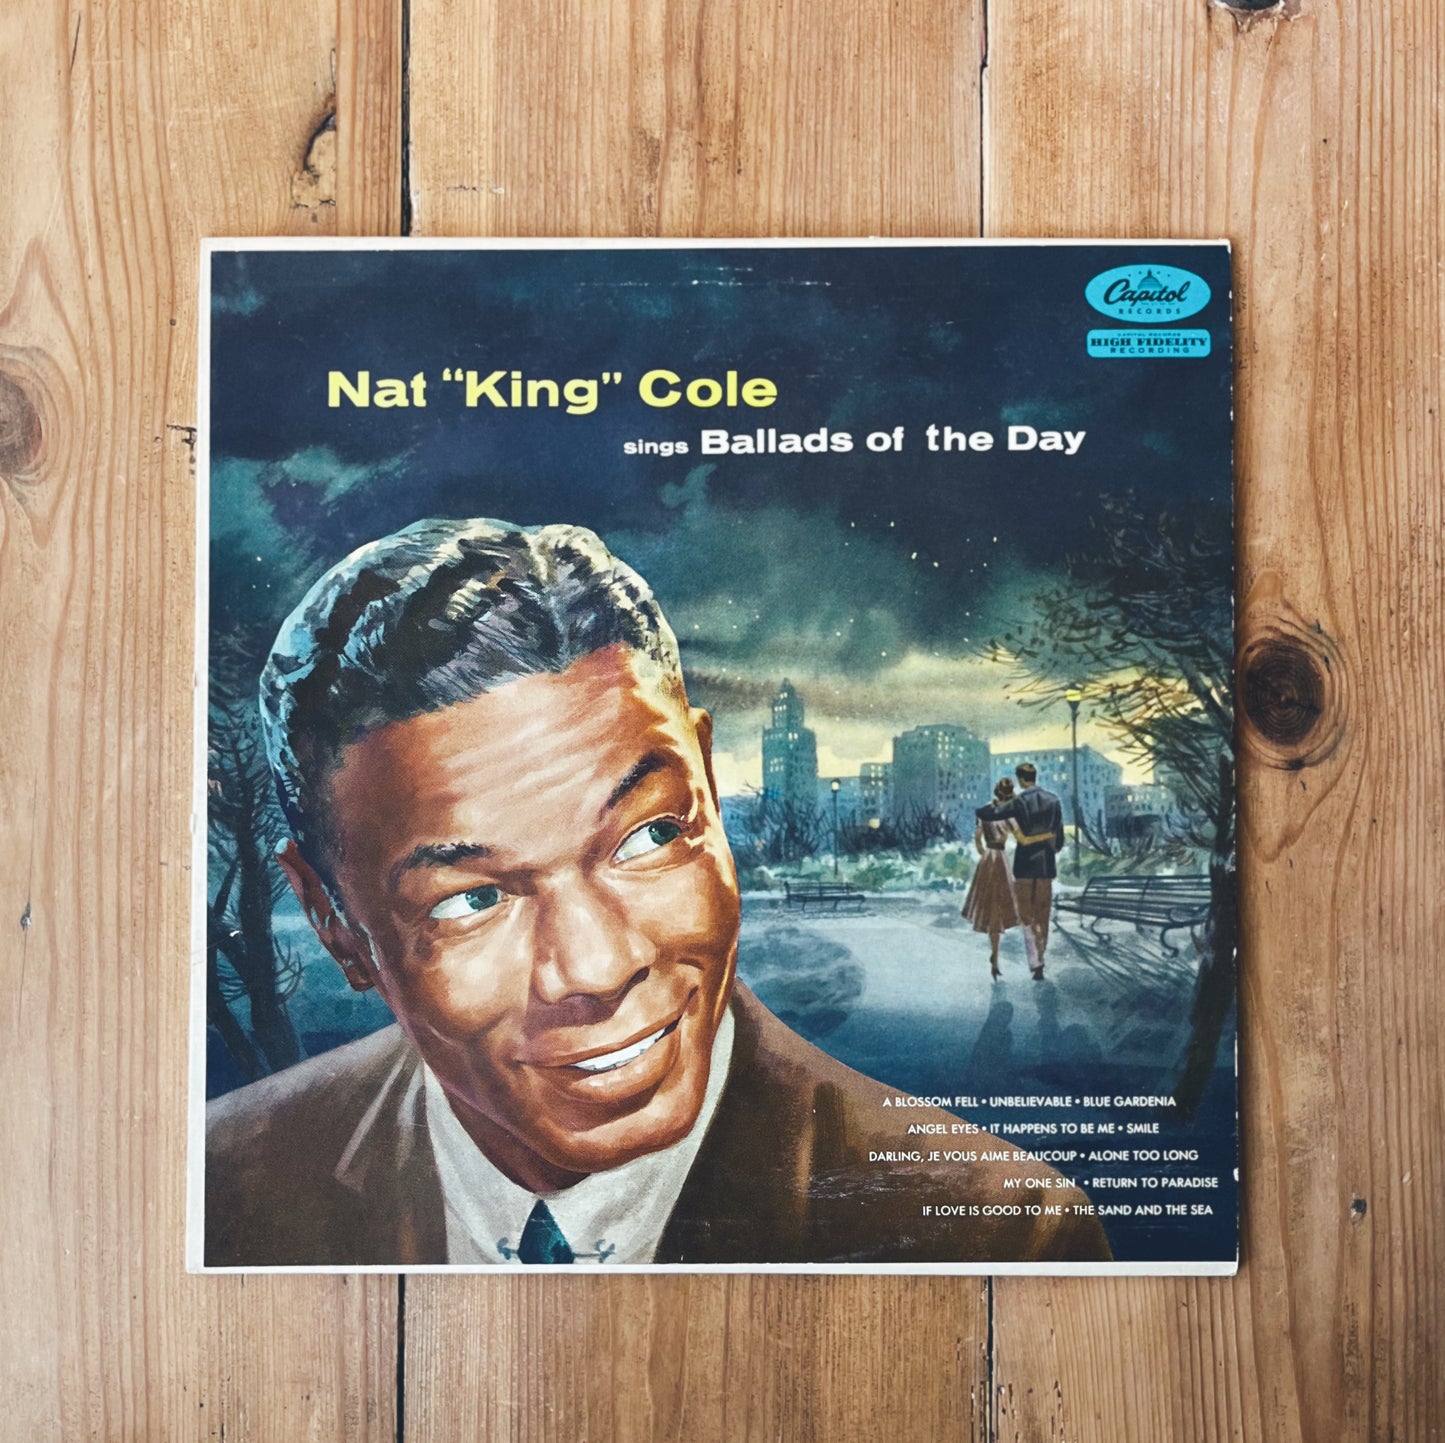 Capitol
RECORDS
CAPITOL RECORDS
HIGH FIDELITY
RECORDING
Nat “King” Cole
sings Ballads of the Day
A BLOSSOM FELL • UNBELIEVABLE • BLUE GARDENIA
ANGEL EYES • IT HAPPENS TO BE ME • SMILE
DARLING, JE VOUS AIME BEAUCOUP • ALONE TOO LONG
MY ONE SIN • RETURN TO PARADISE
IF LOVE IS GOOD TO ME • THE SAND AND THE SEA